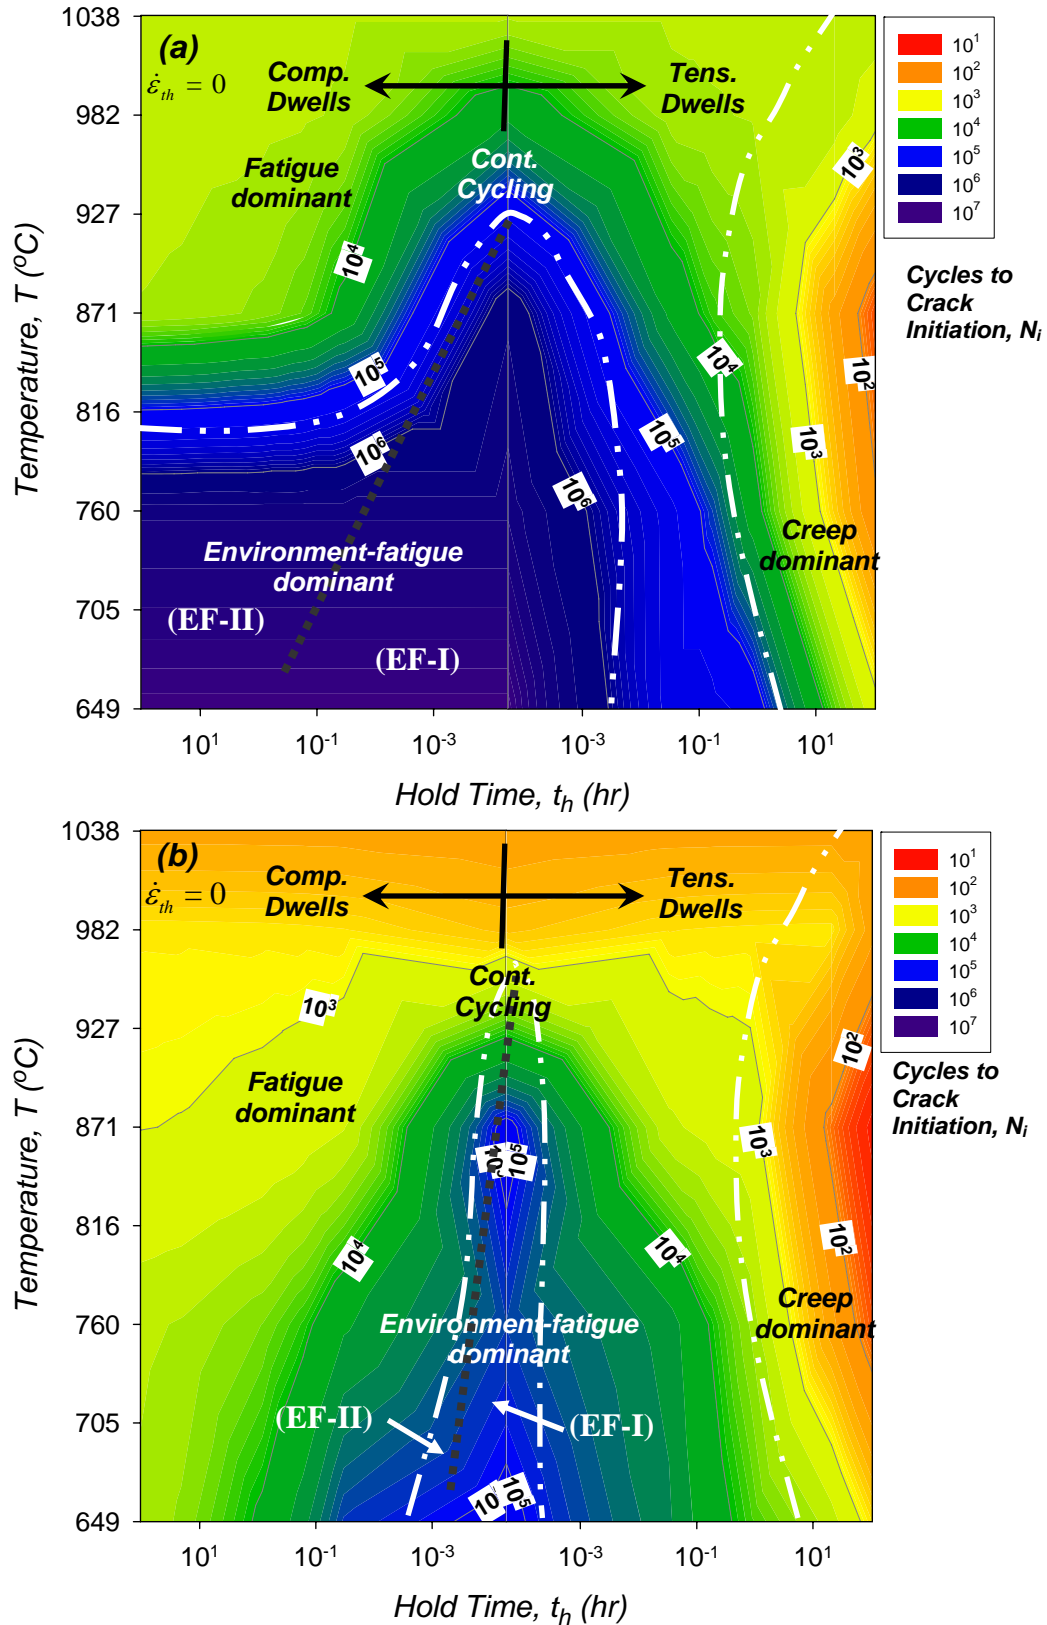 1038
982
927
871
816
760
705
649
Temperature, T (ºC)
(a)
ε̇th = 0
Comp.
Dwells
Tens.
Dwells
Cont.
Cycling
Fatigue
dominant
10⁴
10⁵
10⁶
10⁶
10⁵
10⁴
10³
10³
10²
Environment-fatigue
dominant
(EF-II)
(EF-I)
Creep
dominant
10¹
10⁻¹
10⁻³
10⁻³
10⁻¹
10¹
Hold Time, th (hr)
10¹
10²
10³
10⁴
10⁵
10⁶
10⁷
Cycles to
Crack
Initiation, Ni
1038
982
927
871
816
760
705
649
Temperature, T (ºC)
(b)
ε̇th = 0
Comp.
Dwells
Tens.
Dwells
Cont.
Cycling
10³
Fatigue
dominant
10⁵
10⁴
10⁴
10³
10²
10²
Environment-fatigue
dominant
(EF-II)
(EF-I)
Creep
dominant
10
10⁵
10¹
10⁻¹
10⁻³
10⁻³
10⁻¹
10¹
Hold Time, th (hr)
10¹
10²
10³
10⁴
10⁵
10⁶
10⁷
Cycles to
Crack
Initiation, Ni